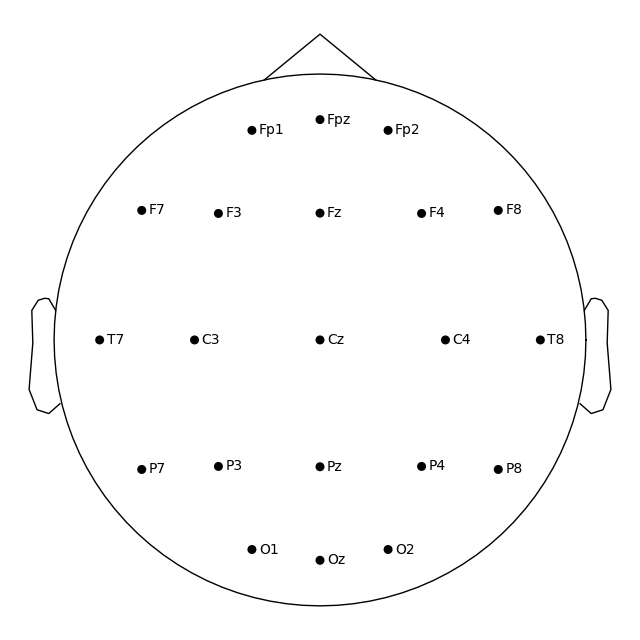 Fpz
Fp1 Fp2
F7 F3 Fz F4 F8
T7 C3 Cz C4 T8
P7 P3 Pz P4 P8
O1 Oz O2